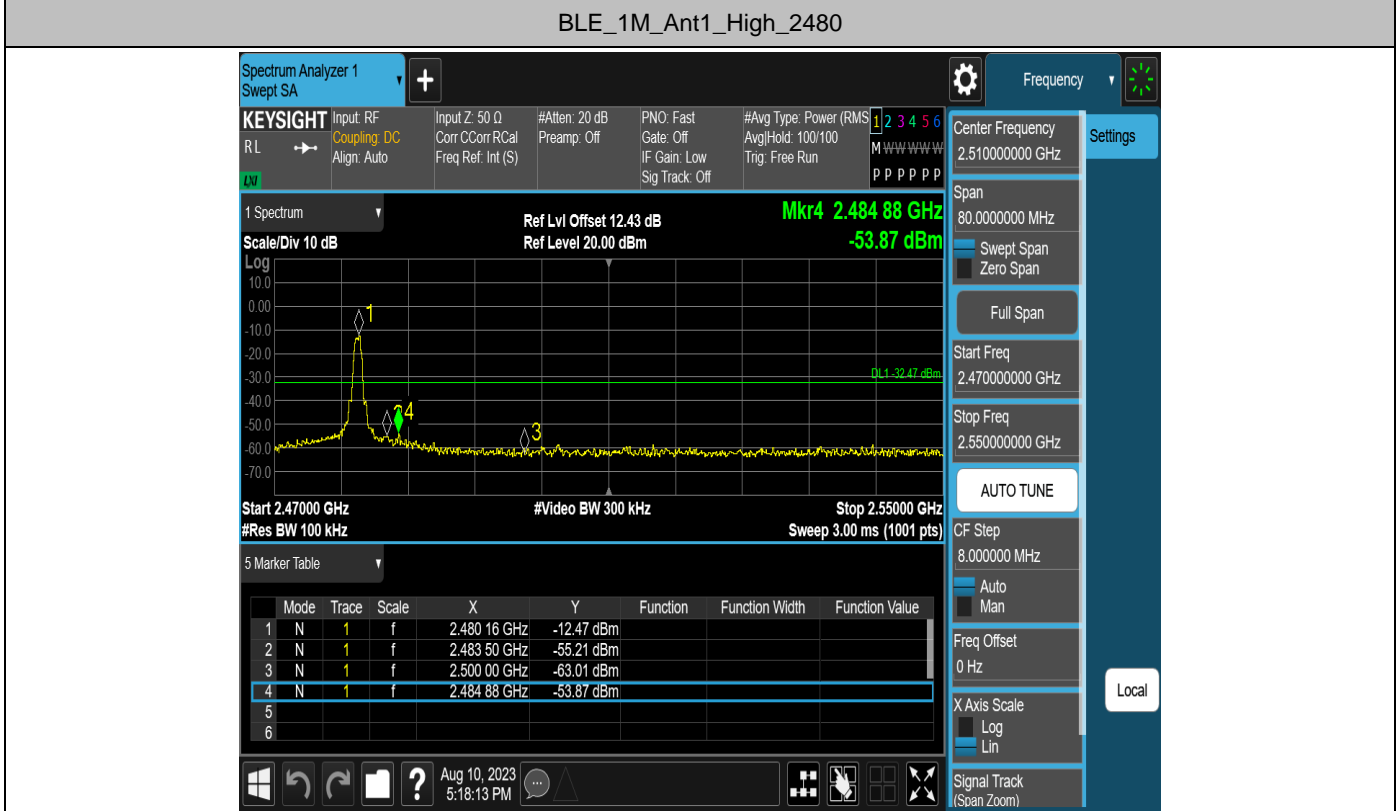 BLE_1M_Ant1_High_2480
Spectrum Analyzer 1
Swept SA
+
Frequency
KEYSIGHT
RL
LXI
Input: RF
Coupling: DC
Align: Auto
Input Z: 50 Ω
Corr CCorr RCal
Freq Ref: Int (S)
#Atten: 20 dB
Preamp: Off
PNO: Fast
Gate: Off
IF Gain: Low
Sig Track: Off
#Avg Type: Power (RMS
Avg|Hold: 100/100
Trig: Free Run
1 2 3 4 5 6
M W W W W W
P P P P P P
1 Spectrum
Scale/Div 10 dB
Ref Lvl Offset 12.43 dB
Ref Level 20.00 dBm
Mkr4 2.484 88 GHz
-53.87 dBm
Log
10.0
0.00
-10.0
-20.0
-30.0
-40.0
-50.0
-60.0
-70.0
1
4
3
DL1 -32.47 dBm
Start 2.47000 GHz
#Video BW 300 kHz
Stop 2.55000 GHz
#Res BW 100 kHz
Sweep 3.00 ms (1001 pts)
5 Marker Table
Mode Trace Scale X Y Function Function Width Function Value
1 N 1 f 2.480 16 GHz -12.47 dBm
2 N 1 f 2.483 50 GHz -55.21 dBm
3 N 1 f 2.500 00 GHz -63.01 dBm
4 N 1 f 2.484 88 GHz -53.87 dBm
5
6
?
Aug 10, 2023
5:18:13 PM
Center Frequency
2.510000000 GHz
Settings
Span
80.0000000 MHz
Swept Span
Zero Span
Full Span
Start Freq
2.470000000 GHz
Stop Freq
2.550000000 GHz
AUTO TUNE
CF Step
8.000000 MHz
Auto
Man
Freq Offset
0 Hz
X Axis Scale
Log
Lin
Local
Signal Track
(Span Zoom)